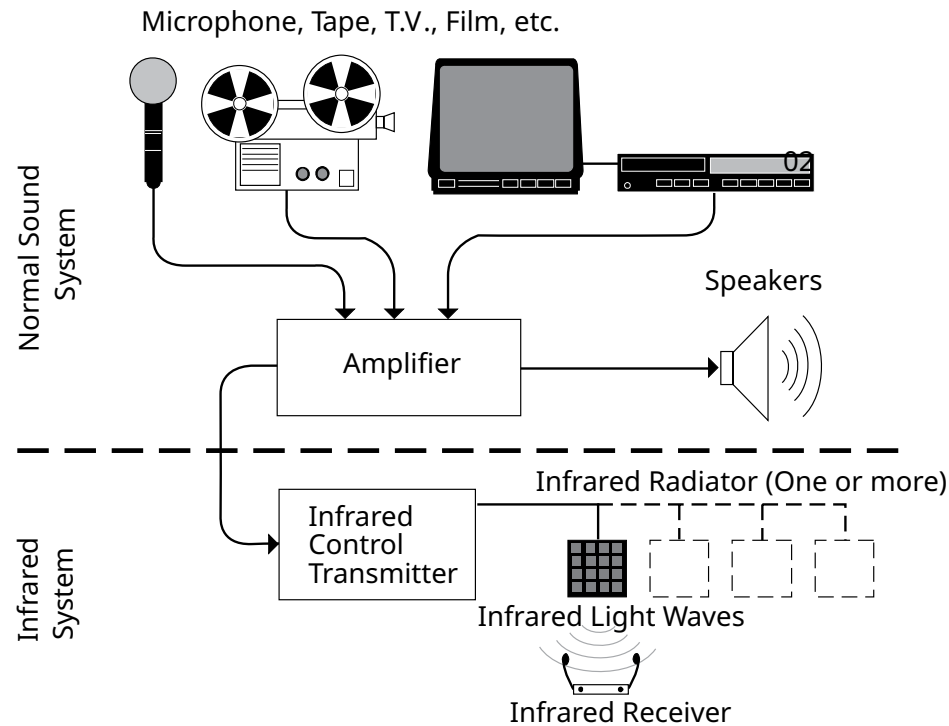 Microphone, Tape, T.V., Film, etc.
02
Normal Sound
System
Speakers
Amplifier
Infrared Radiator (One or more)
Infrared
Control
Transmitter
Infrared
System
Infrared Light Waves
Infrared Receiver